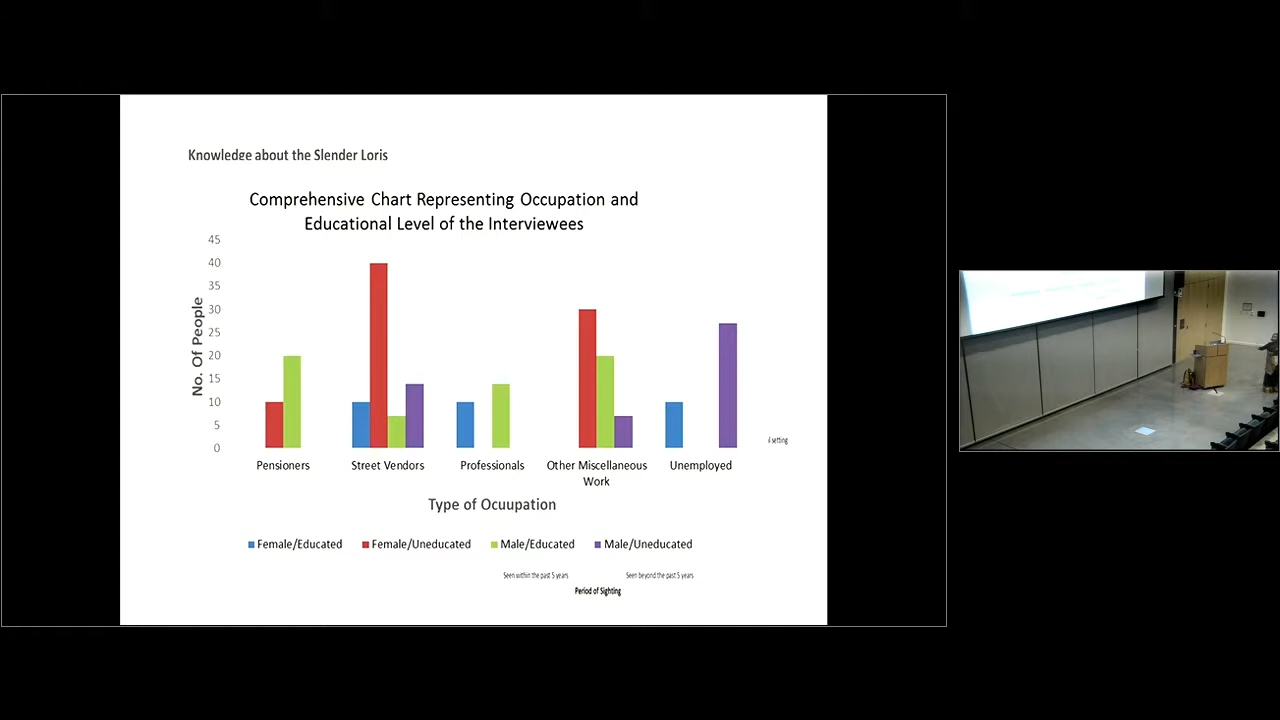 Knowledge about the Slender Loris
Comprehensive Chart Representing Occupation and
Educational Level of the Interviewees
45
40
35
30
25
20
15
10
5
0
No. Of People
setting
Pensioners
Street Vendors
Professionals
Other Miscellaneous
Work
Unemployed
Type of Ocuupation
Female/Educated
Female/Uneducated
Male/Educated
Male/Uneducated
Seen within the past 5 years
Seen beyond the past 5 years
Period of Sighting